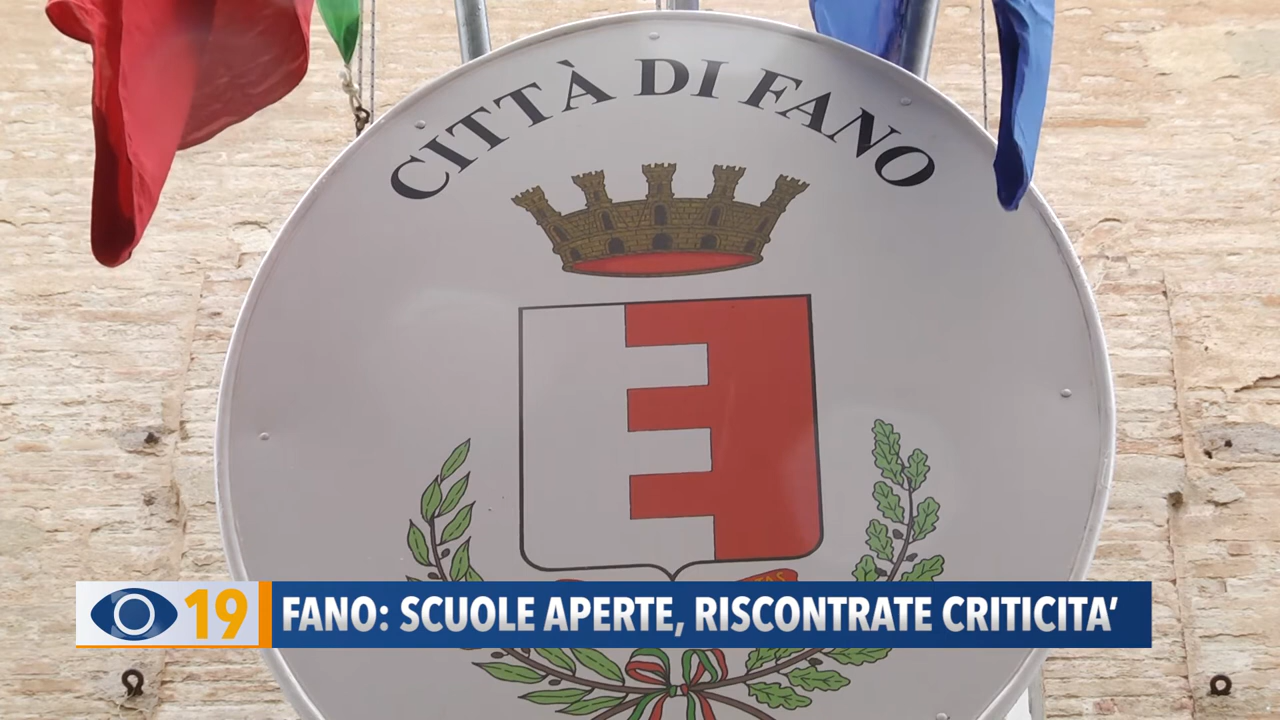 CITTÀ DI FANO
19
FANO: SCUOLE APERTE, RISCONTRATE CRITICITA’